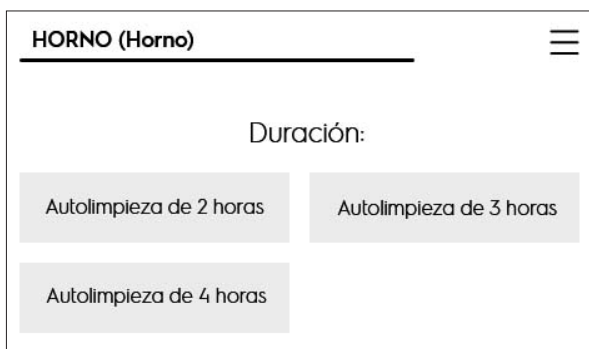 HORNO (Horno)
Duración:
Autolimpieza de 2 horas
Autolimpieza de 3 horas
Autolimpieza de 4 horas